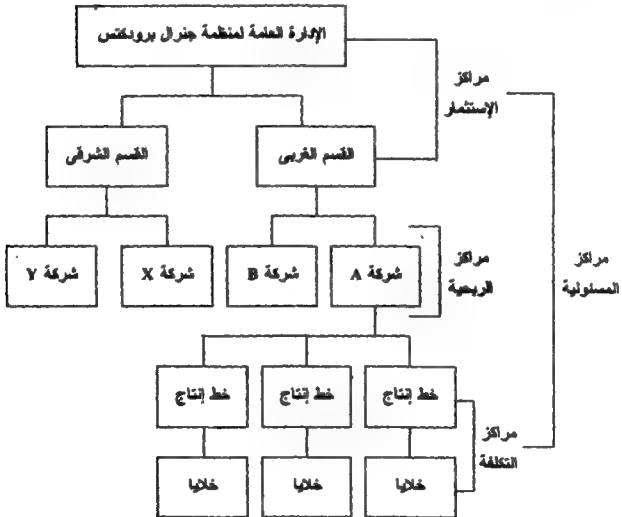 الإدارة العامة لمنظمة جنرال برودكتس
مراكز
الإستثمار
القسم الغربى
القسم الشرقى
شركة A
شركة B
شركة X
شركة Y
مراكز
الربحية
مراكز
المسئولية
خط إنتاج
خط إنتاج
خط إنتاج
خلايا
خلايا
خلايا
مراكز
التكلفة